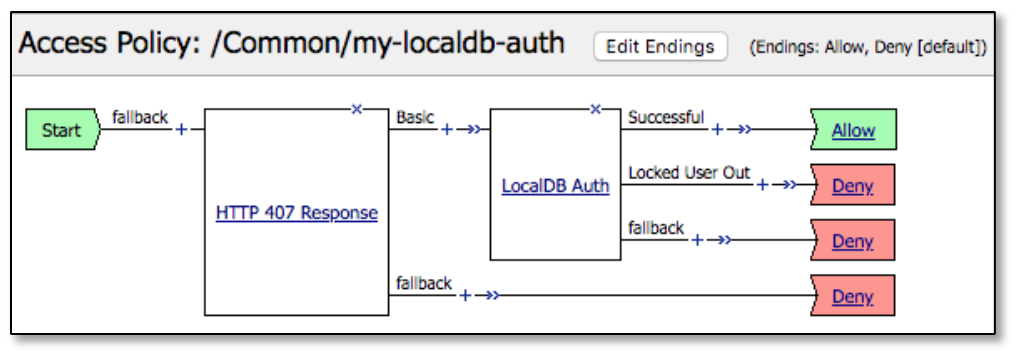 Access Policy: /Common/my-localdb-auth Edit Endings (Endings: Allow, Deny [default])
Start fallback + HTTP 407 Response Basic + LocalDB Auth Successful + Allow
Locked User Out + Deny
fallback + Deny
fallback + Deny